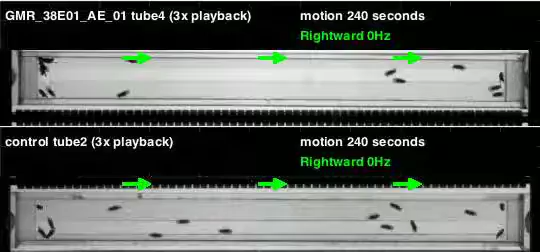 GMR_38E01_AE_01 tube4 (3x playback)
motion 240 seconds
Rightward 0Hz
control tube2 (3x playback)
motion 240 seconds
Rightward 0Hz